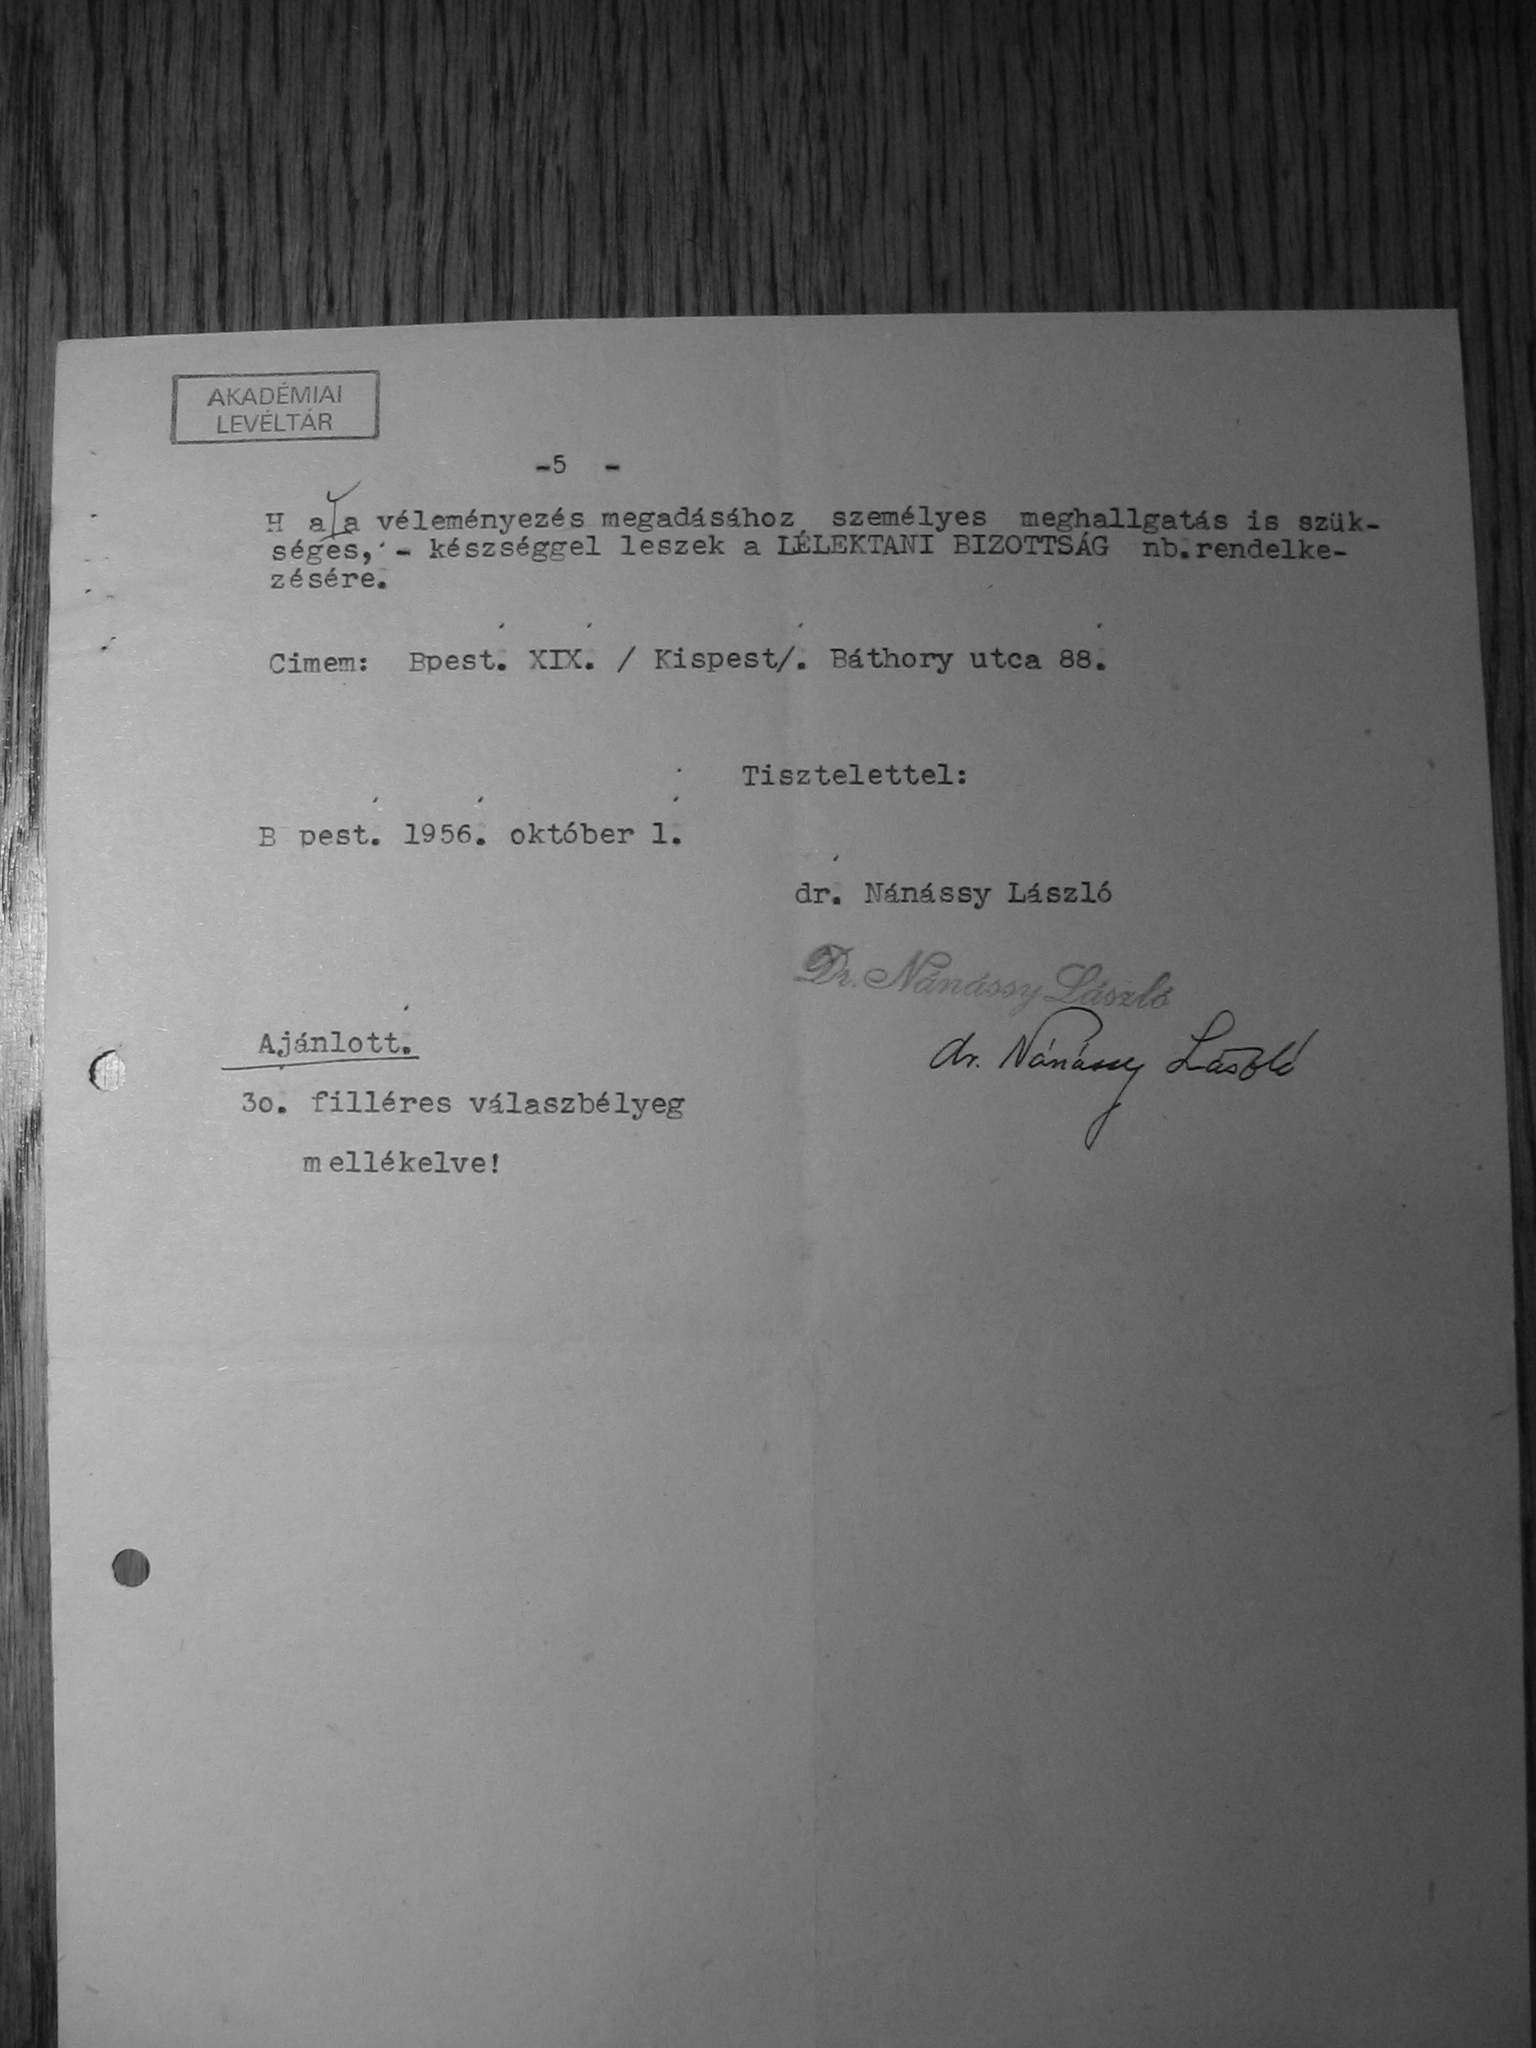 AKADÉMIAI
LEVÉLTÁR
-5 -
H a a véleményezés megadásához személyes meghallgatás is szük-
séges, - készséggel leszek a LÉLEKTANI BIZOTTSÁG nb.rendelke-
zésére.
Cimem: Bpest. XIX. / Kispest/. Báthory utca 88.
Tisztelettel:
B pest. 1956. október 1.
dr. Nánássy László
Dr. Nánássy László
dr. Nánássy László
Ajánlott.
3o. filléres válaszbélyeg
mellékelve!